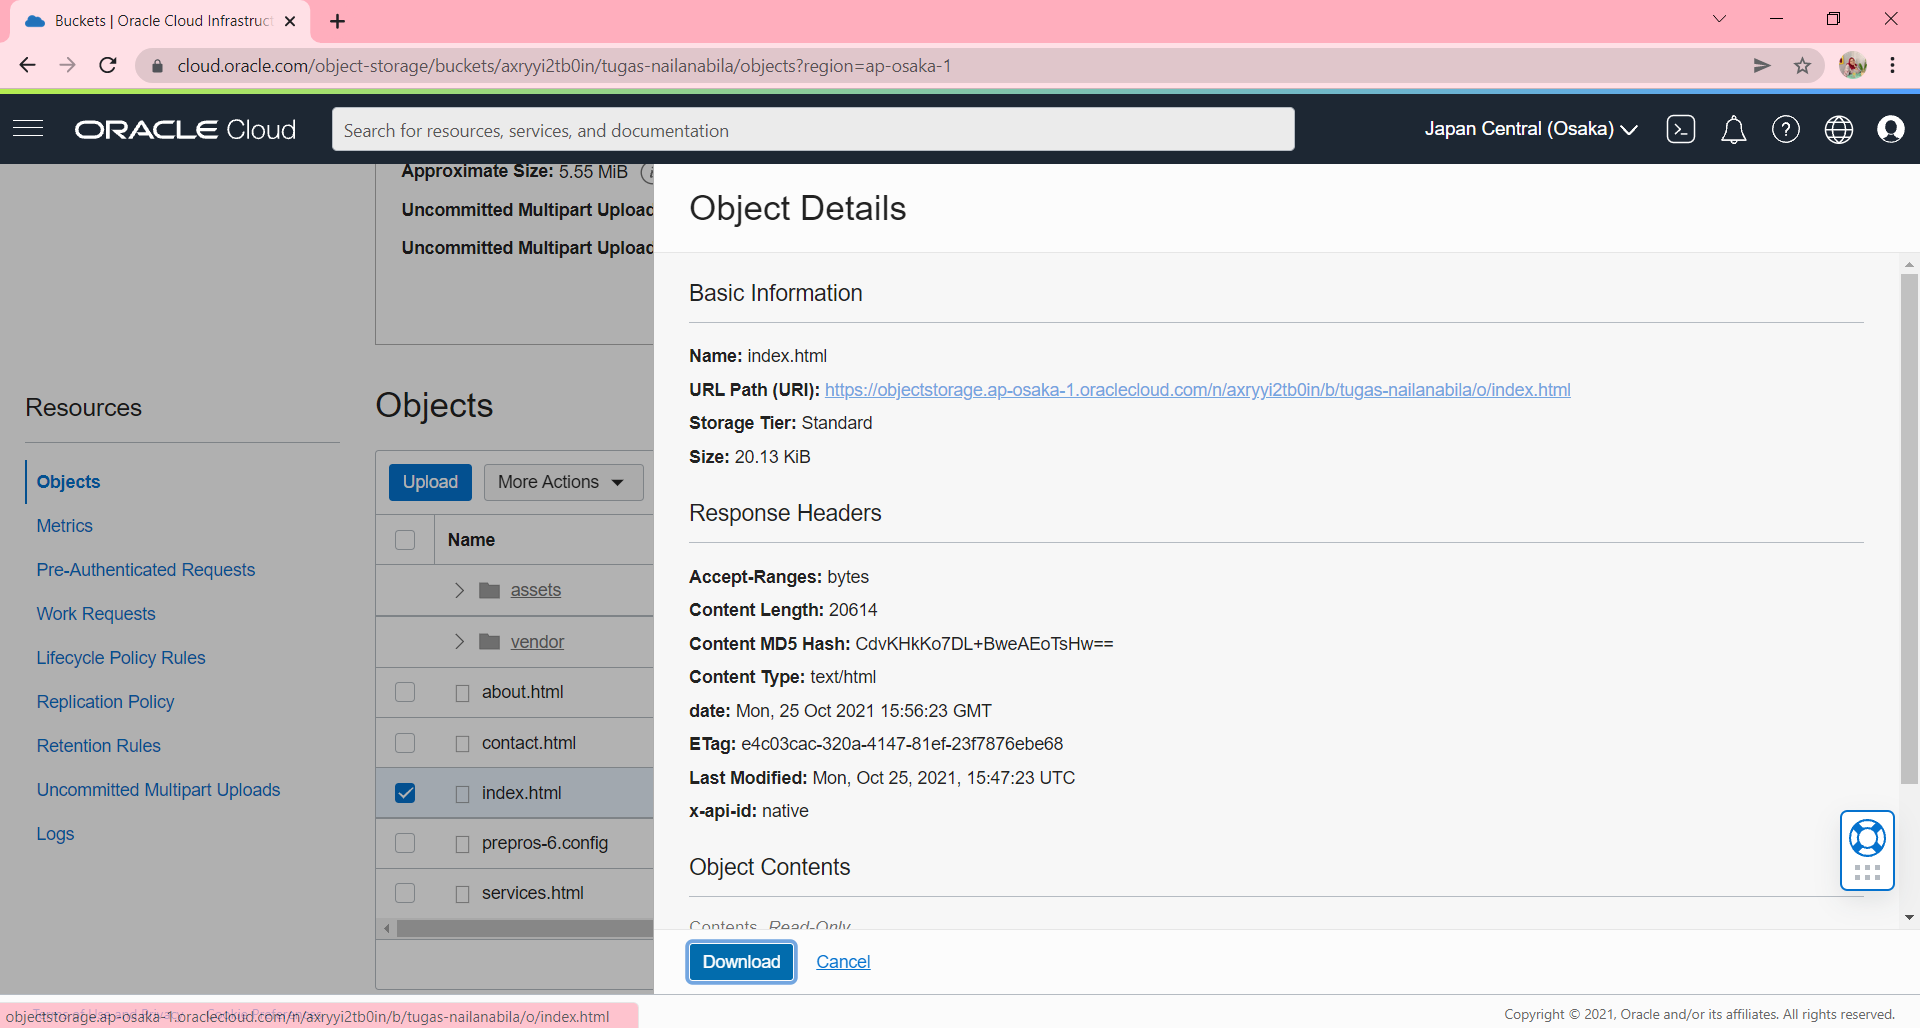 Buckets | Oracle Cloud Infrastruct
cloud.oracle.com/object-storage/buckets/axryyi2tb0in/tugas-nailanabila/objects?region=ap-osaka-1
ORACLE Cloud
Search for resources, services, and documentation
Japan Central (Osaka)
Approximate Size: 5.55 MiB
Uncommitted Multipart Upload
Uncommitted Multipart Upload
Resources
Objects
Metrics
Pre-Authenticated Requests
Work Requests
Lifecycle Policy Rules
Replication Policy
Retention Rules
Uncommitted Multipart Uploads
Logs
Objects
Upload
More Actions
Name
assets
vendor
about.html
contact.html
index.html
prepros-6.config
services.html
Object Details
Basic Information
Name: index.html
URL Path (URI): https://objectstorage.ap-osaka-1.oraclecloud.com/n/axryyi2tb0in/b/tugas-nailanabila/o/index.html
Storage Tier: Standard
Size: 20.13 KiB
Response Headers
Accept-Ranges: bytes
Content Length: 20614
Content MD5 Hash: CdvKHkKo7DL+BweAEoTsHw==
Content Type: text/html
date: Mon, 25 Oct 2021 15:56:23 GMT
ETag: e4c03cac-320a-4147-81ef-23f7876ebe68
Last Modified: Mon, Oct 25, 2021, 15:47:23 UTC
x-api-id: native
Object Contents
Contents Read-Only
Download
Cancel
objectstorage.ap-osaka-1.oraclecloud.com/n/axryyi2tb0in/b/tugas-nailanabila/o/index.html
Copyright © 2021, Oracle and/or its affiliates. All rights reserved.